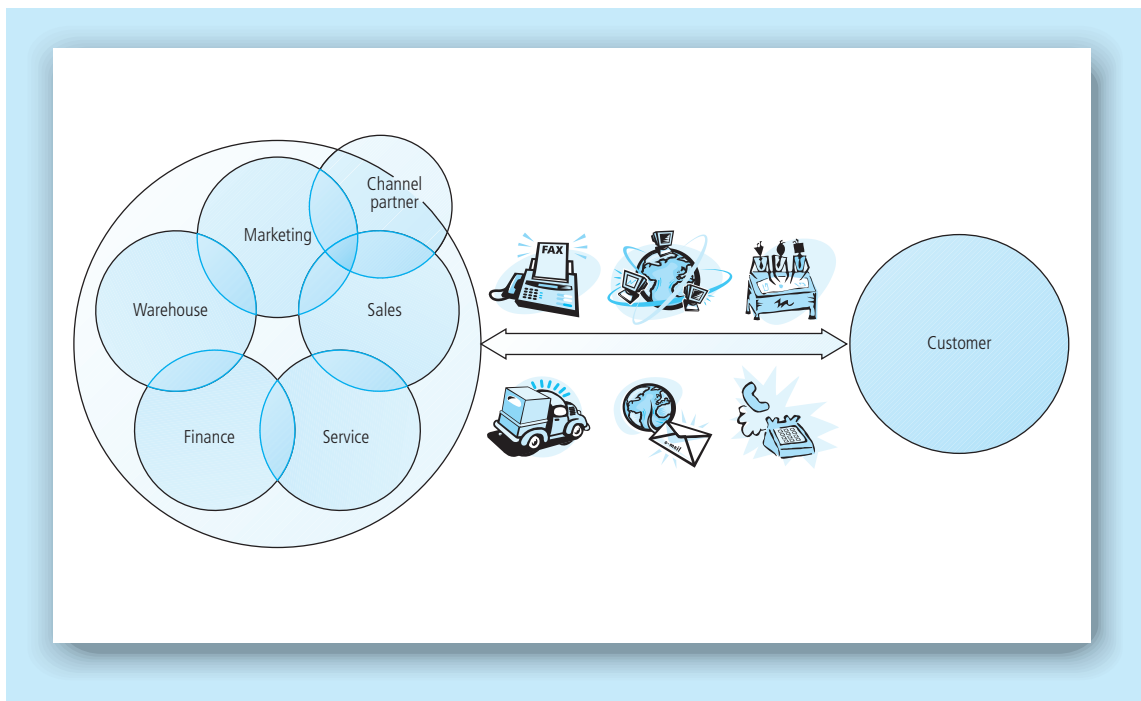 Channel
partner
Marketing
Warehouse
Sales
Finance
Service
FAX
e-mail
Customer